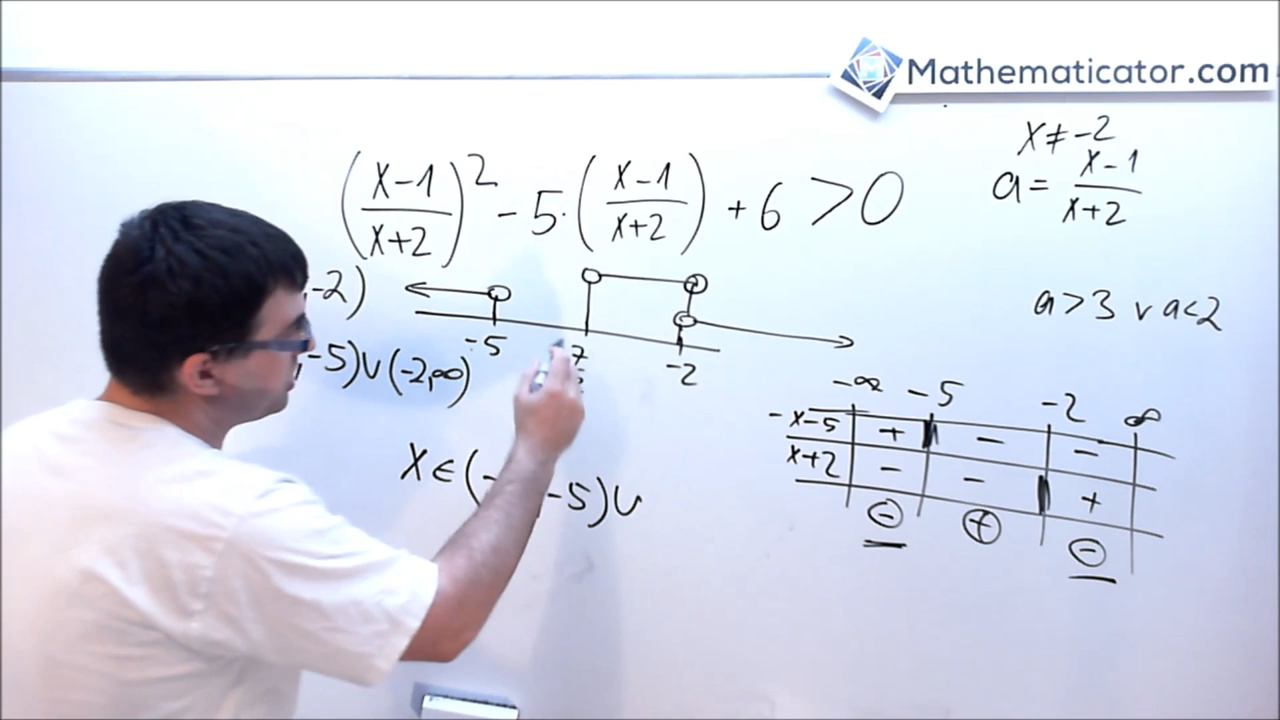 Mathematicator.com
x ≠ -2
a = (x-1)/(x+2)
((x-1)/(x+2))² - 5·((x-1)/(x+2)) + 6 > 0
-2)
-5 -2
a > 3 ∨ a < 2
-5) ∪ (-2, ∞)
-∞ -5 -2 ∞
-x-5 + - -
x+2 - - +
⊖ ⊕ ⊖
x ∈ (- -5) ∪